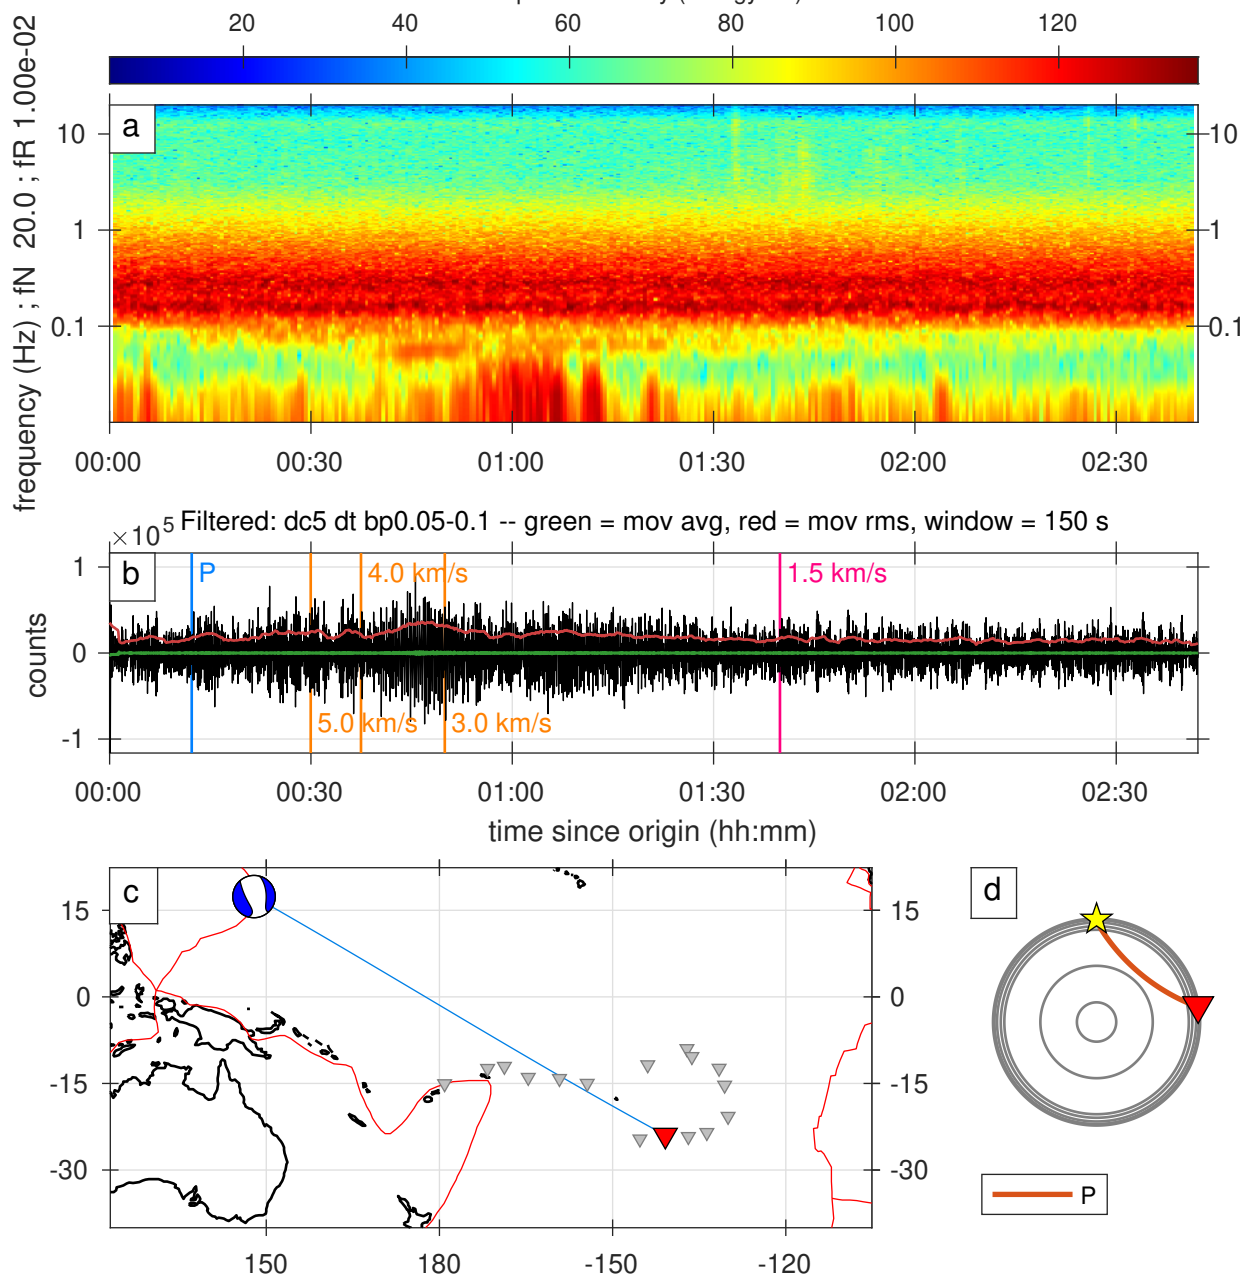 20 40 60 80 100 120
a
10 10
1 1
0.1 0.1
frequency (Hz) ; fN 20.0 ; fR 1.00e-02
00:00 00:30 01:00 01:30 02:00 02:30
×10^5 Filtered: dc5 dt bp0.05-0.1 -- green = mov avg, red = mov rms, window = 150 s
b
P 4.0 km/s 1.5 km/s
5.0 km/s 3.0 km/s
1
0
-1
counts
00:00 00:30 01:00 01:30 02:00 02:30
time since origin (hh:mm)
c
15 15
0 0
-15 -15
-30 -30
150 180 -150 -120
d
P